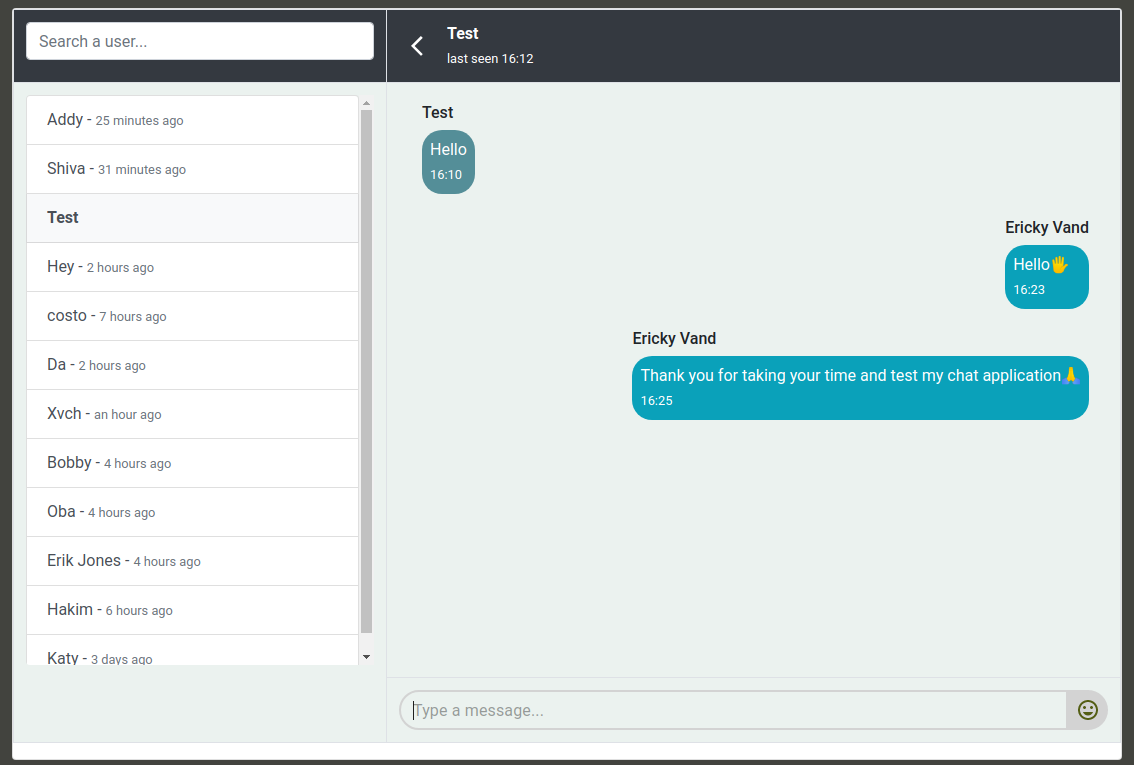 Search a user...
Addy - 25 minutes ago
Shiva - 31 minutes ago
Test
Hey - 2 hours ago
costo - 7 hours ago
Da - 2 hours ago
Xvch - an hour ago
Bobby - 4 hours ago
Oba - 4 hours ago
Erik Jones - 4 hours ago
Hakim - 6 hours ago
Katy - 3 days ago
Test
last seen 16:12
Test
Hello
16:10
Ericky Vand
Hello🖐
16:23
Ericky Vand
Thank you for taking your time and test my chat application🙏
16:25
Type a message...